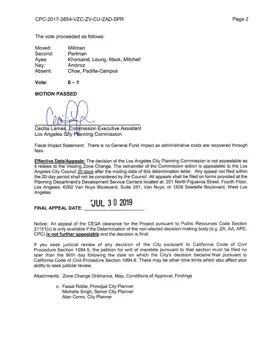 CPC-2017-3854-VZC-ZV-CU-ZAD-SPR Page 2
The vote proceeded as follows:
Moved: Millman
Second: Perlman
Ayes: Khorsand, Leung, Mack, Mitchell
Nay: Ambroz
Absent: Choe, Padilla-Campos
Vote: 6 – 1
MOTION PASSED
Cecilia Lamas, Commission Executive Assistant
Los Angeles City Planning Commission
Fiscal Impact Statement: There is no General Fund impact as administrative costs are recovered through
fees.
Effective Date/Appeals: The decision of the Los Angeles City Planning Commission is not appealable as
it relates to the Vesting Zone Change. The remainder of the Commission action is appealable to the Los
Angeles City Council 20 days after the mailing date of this determination letter. Any appeal not filed within
the 20-day period shall not be considered by the Council. All appeals shall be filed on forms provided at the
Planning Department's Development Service Centers located at: 201 North Figueroa Street, Fourth Floor,
Los Angeles; 6262 Van Nuys Boulevard, Suite 251, Van Nuys; or 1828 Sawtelle Boulevard, West Los
Angeles.
FINAL APPEAL DATE: JUL 30 2019
Notice: An appeal of the CEQA clearance for the Project pursuant to Public Resources Code Section
21151(c) is only available if the Determination of the non-elected decision-making body (e.g. ZA, AA, APC,
CPC) is not further appealable and the decision is final.
If you seek judicial review of any decision of the City pursuant to California Code of Civil
Procedure Section 1094.5, the petition for writ of mandate pursuant to that section must be filed no
later than the 90th day following the date on which the City's decision became final pursuant to
California Code of Civil Procedure Section 1094.6. There may be other time limits which also affect your
ability to seek judicial review.
Attachments: Zone Change Ordinance, Map, Conditions of Approval, Findings
c: Faisal Roble, Principal City Planner
Michelle Singh, Senior City Planner
Alan Como, City Planner